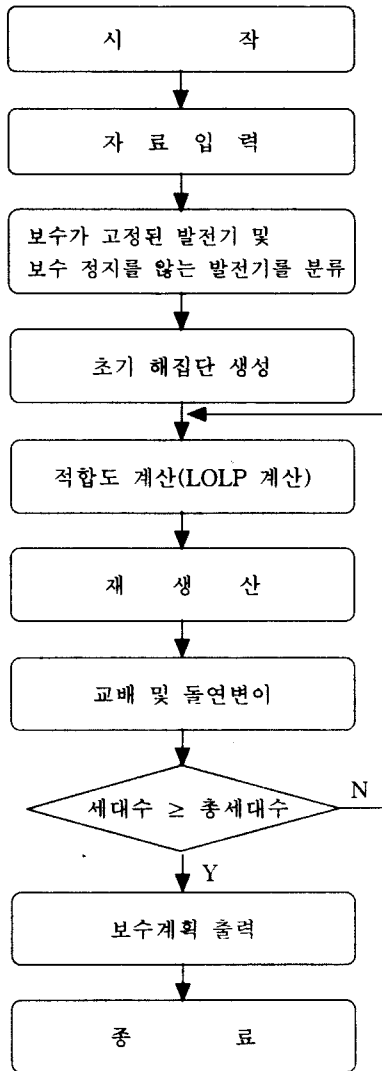 시 작
자 료 입 력
보수가 고정된 발전기 및
보수 정지를 않는 발전기를 분류
초기 해집단 생성
적합도 계산(LOLP 계산)
재 생 산
교배 및 돌연변이
세대수 ≥ 총세대수
N
Y
보수계획 출력
종 료